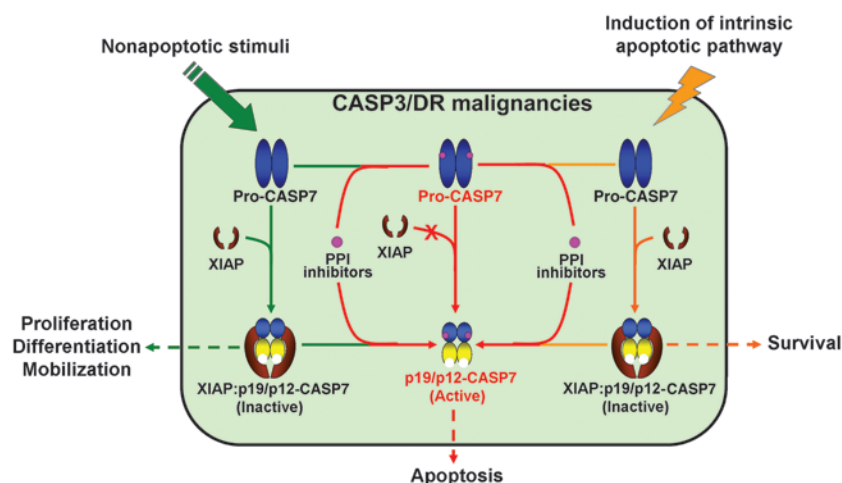 Nonapoptotic stimuli
Induction of intrinsic
apoptotic pathway
CASP3/DR malignancies
Pro-CASP7
Pro-CASP7
Pro-CASP7
XIAP
PPI
inhibitors
XIAP
X
PPI
inhibitors
XIAP
Proliferation
Differentiation
Mobilization
XIAP:p19/p12-CASP7
(Inactive)
p19/p12-CASP7
(Active)
XIAP:p19/p12-CASP7
(Inactive)
Survival
Apoptosis